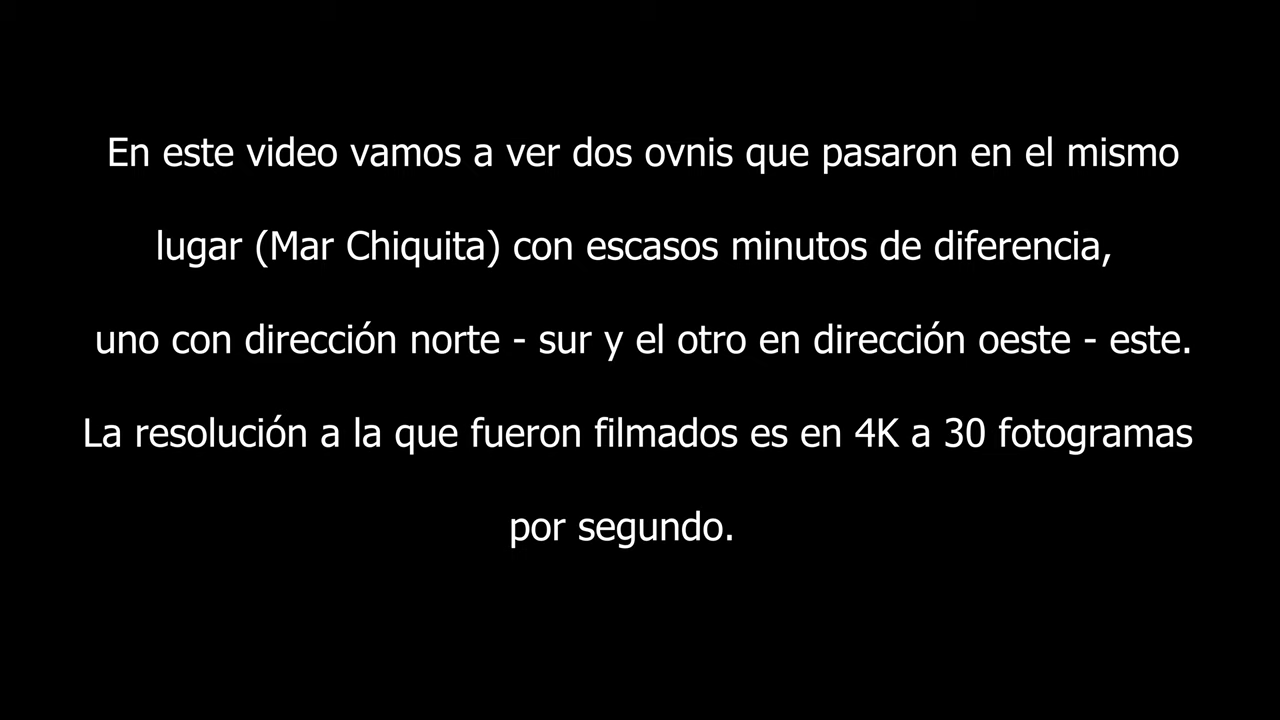 En este video vamos a ver dos ovnis que pasaron en el mismo
lugar (Mar Chiquita) con escasos minutos de diferencia,
uno con dirección norte - sur y el otro en dirección oeste - este.
La resolución a la que fueron filmados es en 4K a 30 fotogramas
por segundo.